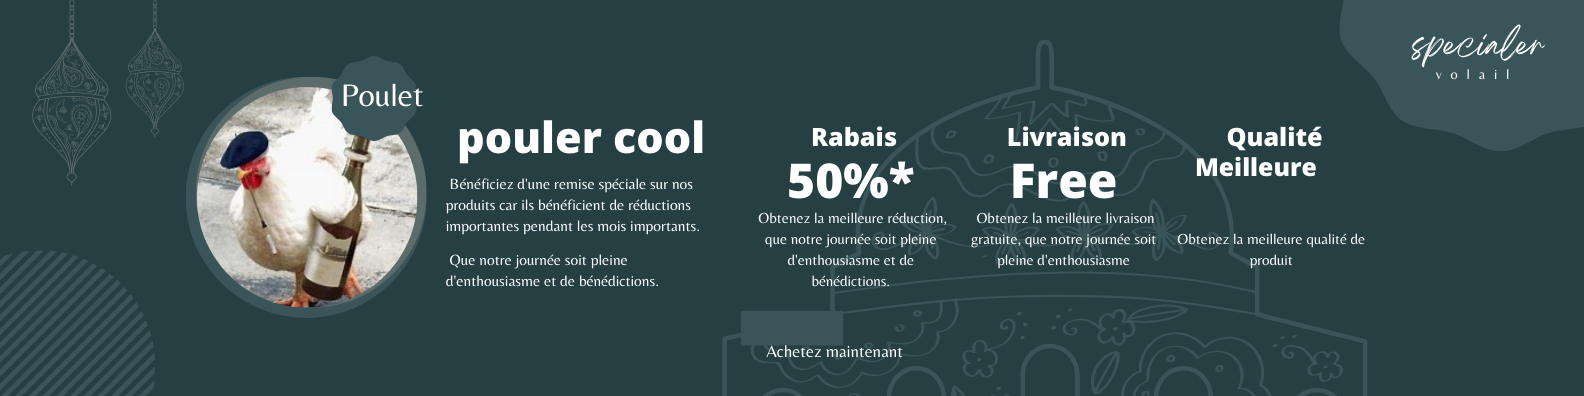 specialer
volail
Poulet
pouler cool
Bénéficiez d'une remise spéciale sur nos
produits car ils bénéficient de réductions
importantes pendant les mois importants.
Que notre journée soit pleine
d'enthousiasme et de bénédictions.
Rabais
50%*
Obtenez la meilleure réduction,
que notre journée soit pleine
d'enthousiasme et de
bénédictions.
Livraison
Free
Obtenez la meilleure livraison
gratuite, que notre journée soit
pleine d'enthousiasme
Qualité
Meilleure
Obtenez la meilleure qualité de
produit
Achetez maintenant